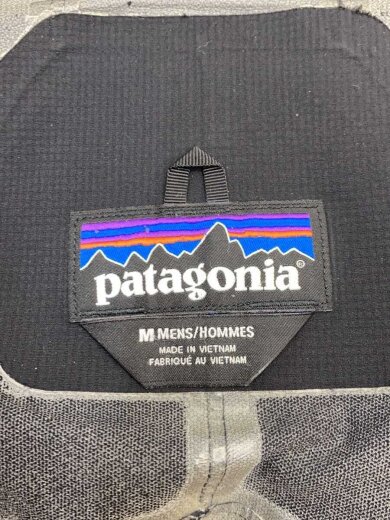 patagonia®
M MENS/HOMMES
MADE IN VIETNAM
FABRIQUÉ AU VIETNAM